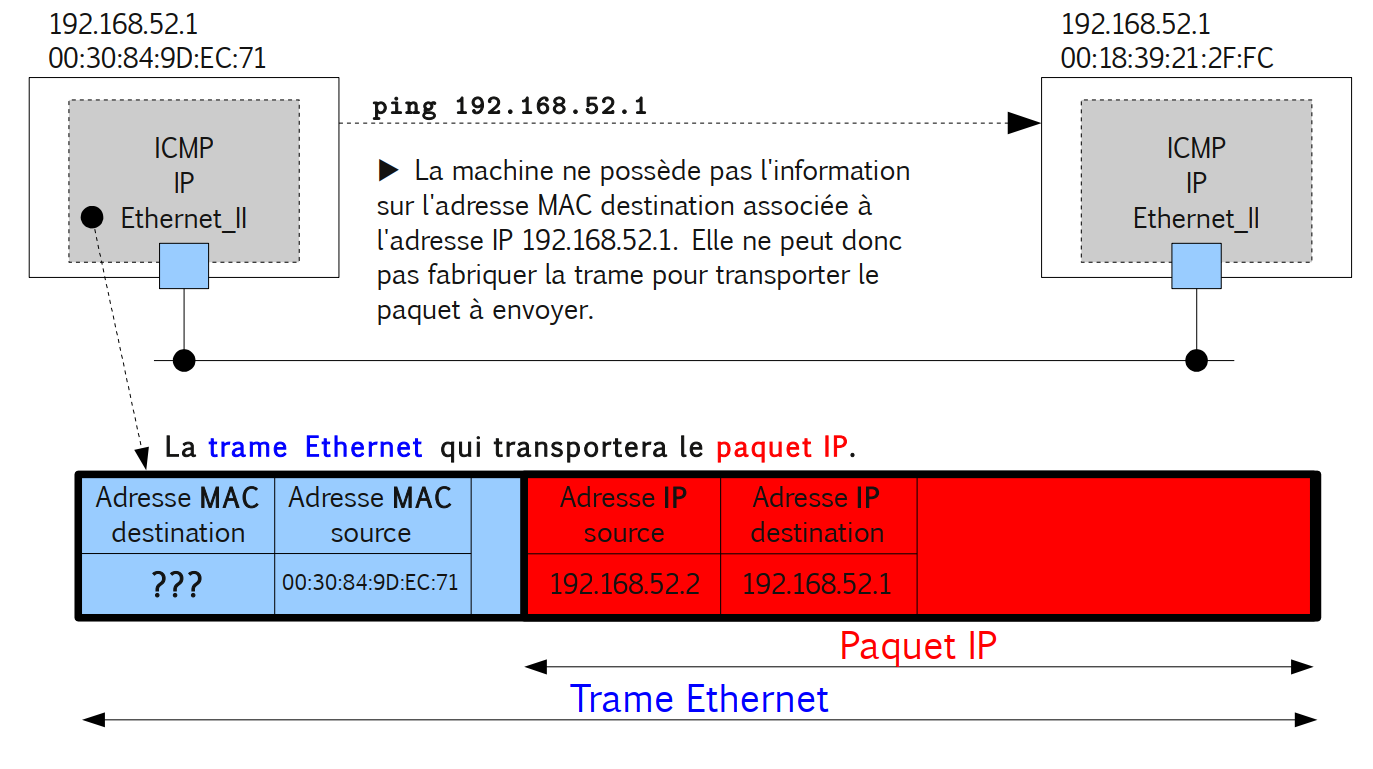 192.168.52.1
00:30:84:9D:EC:71
192.168.52.1
00:18:39:21:2F:FC
ping 192.168.52.1
ICMP
IP
Ethernet_II
▶ La machine ne possède pas l'information
sur l'adresse MAC destination associée à
l'adresse IP 192.168.52.1. Elle ne peut donc
pas fabriquer la trame pour transporter le
paquet à envoyer.
ICMP
IP
Ethernet_II
La trame Ethernet qui transportera le paquet IP.
Adresse MAC
destination
Adresse MAC
source
Adresse IP
source
Adresse IP
destination
???
00:30:84:9D:EC:71
192.168.52.2
192.168.52.1
Paquet IP
Trame Ethernet